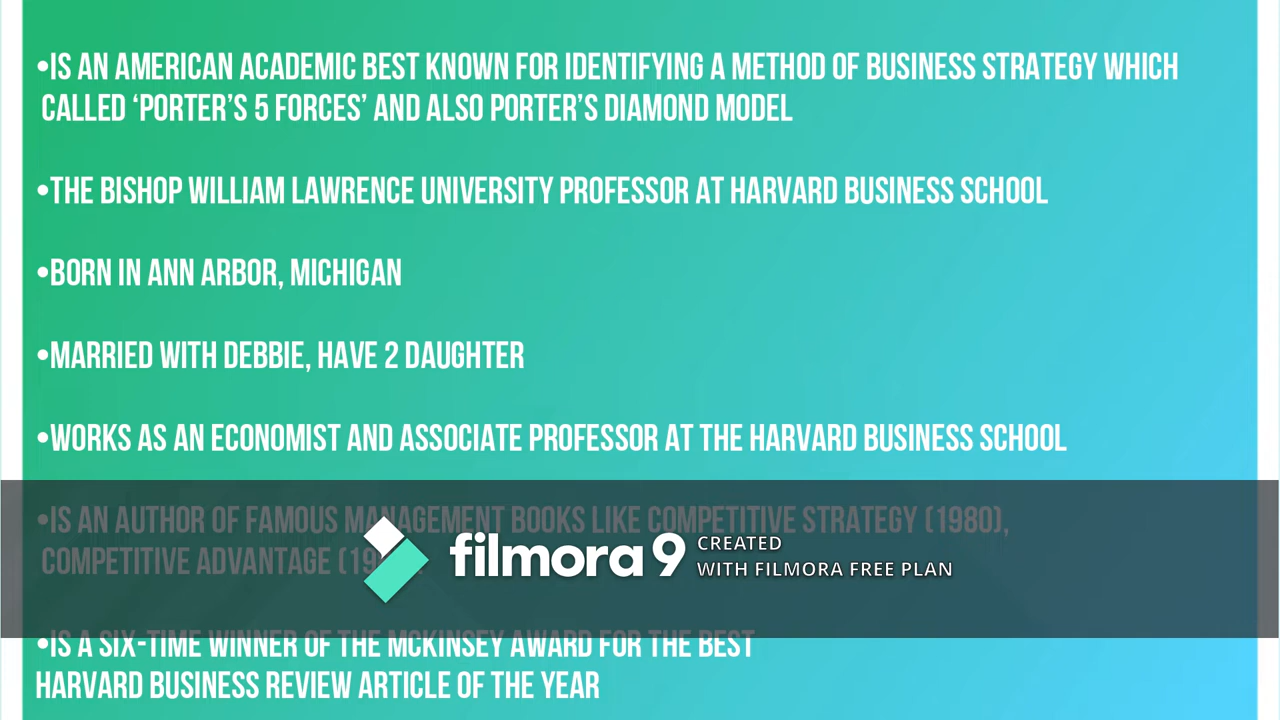 •IS AN AMERICAN ACADEMIC BEST KNOWN FOR IDENTIFYING A METHOD OF BUSINESS STRATEGY WHICH
CALLED ‘PORTER’S 5 FORCES’ AND ALSO PORTER’S DIAMOND MODEL
•THE BISHOP WILLIAM LAWRENCE UNIVERSITY PROFESSOR AT HARVARD BUSINESS SCHOOL
•BORN IN ANN ARBOR, MICHIGAN
•MARRIED WITH DEBBIE, HAVE 2 DAUGHTER
•WORKS AS AN ECONOMIST AND ASSOCIATE PROFESSOR AT THE HARVARD BUSINESS SCHOOL
•IS AN AUTHOR OF FAMOUS MANAGEMENT BOOKS LIKE COMPETITIVE STRATEGY (1980),
COMPETITIVE ADVANTAGE
filmora 9
CREATED
WITH FILMORA FREE PLAN
•IS A SIX-TIME WINNER OF THE MCKINSEY AWARD FOR THE BEST
HARVARD BUSINESS REVIEW ARTICLE OF THE YEAR